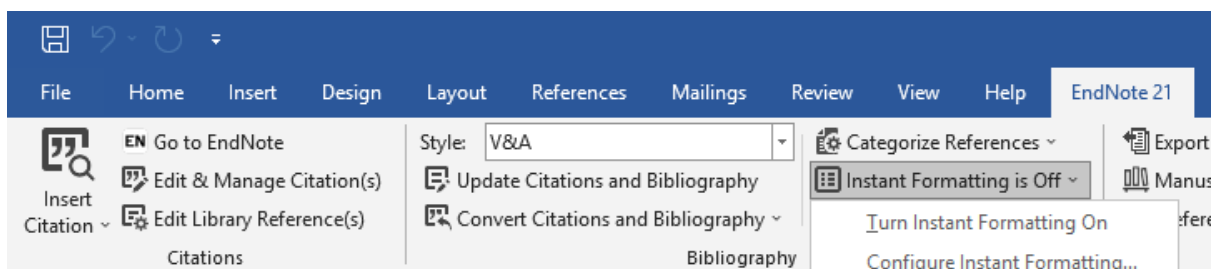 File Home Insert Design Layout References Mailings Review View Help EndNote 21
Insert Citation
EN Go to EndNote
Edit & Manage Citation(s)
Edit Library Reference(s)
Citations
Style: V&A
Update Citations and Bibliography
Convert Citations and Bibliography
Bibliography
Categorize References
Instant Formatting is Off
Turn Instant Formatting On
Configure Instant Formatting...
Export